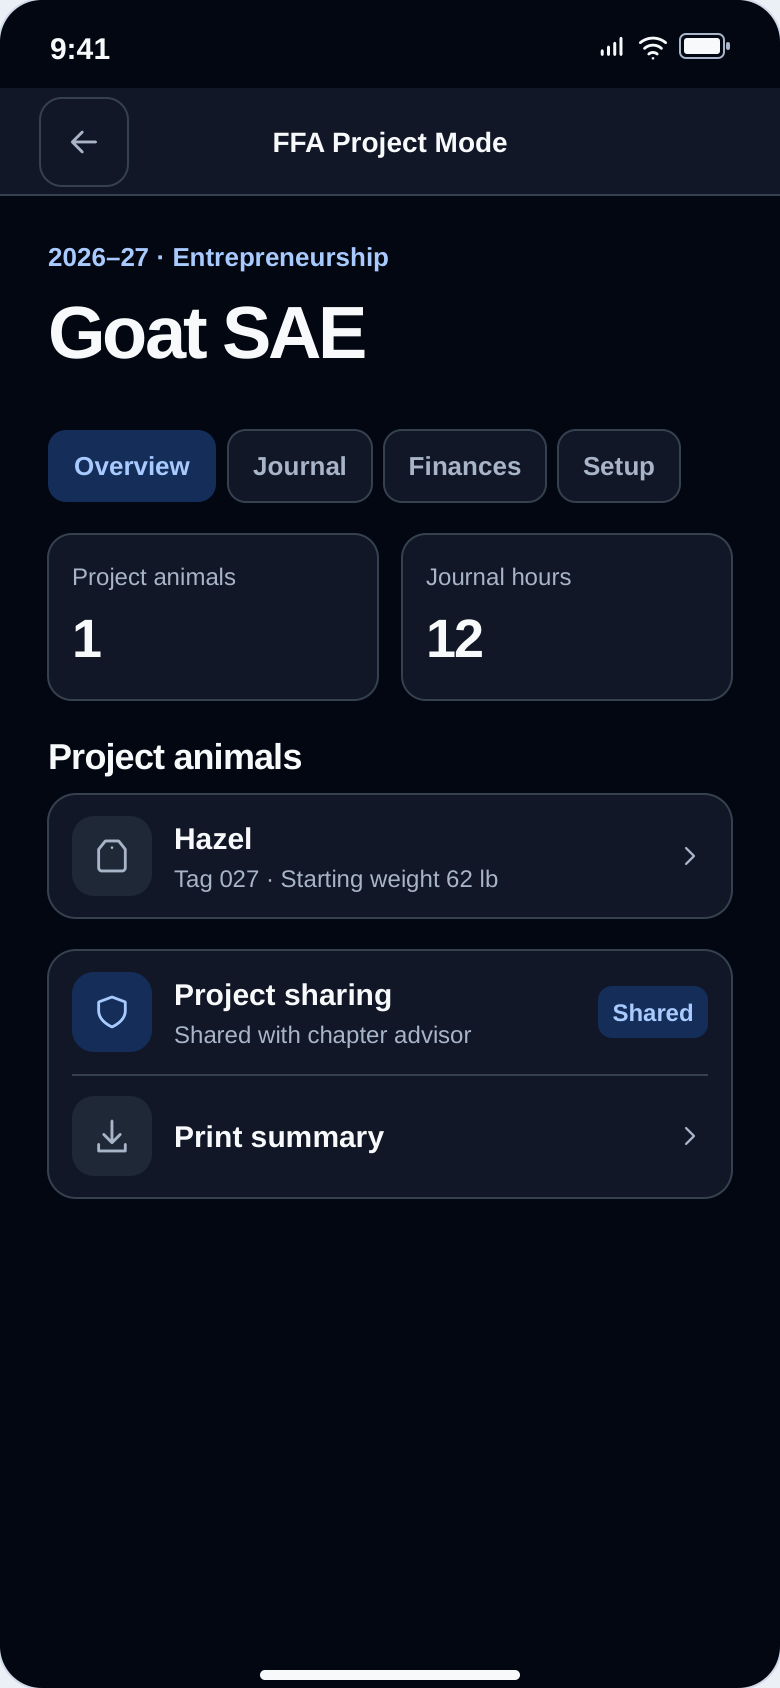 9:41
FFA Project Mode
2026–27 · Entrepreneurship
Goat SAE
Overview
Journal
Finances
Setup
Project animals
1
Journal hours
12
Project animals
Hazel
Tag 027 · Starting weight 62 lb
Project sharing
Shared with chapter advisor
Shared
Print summary